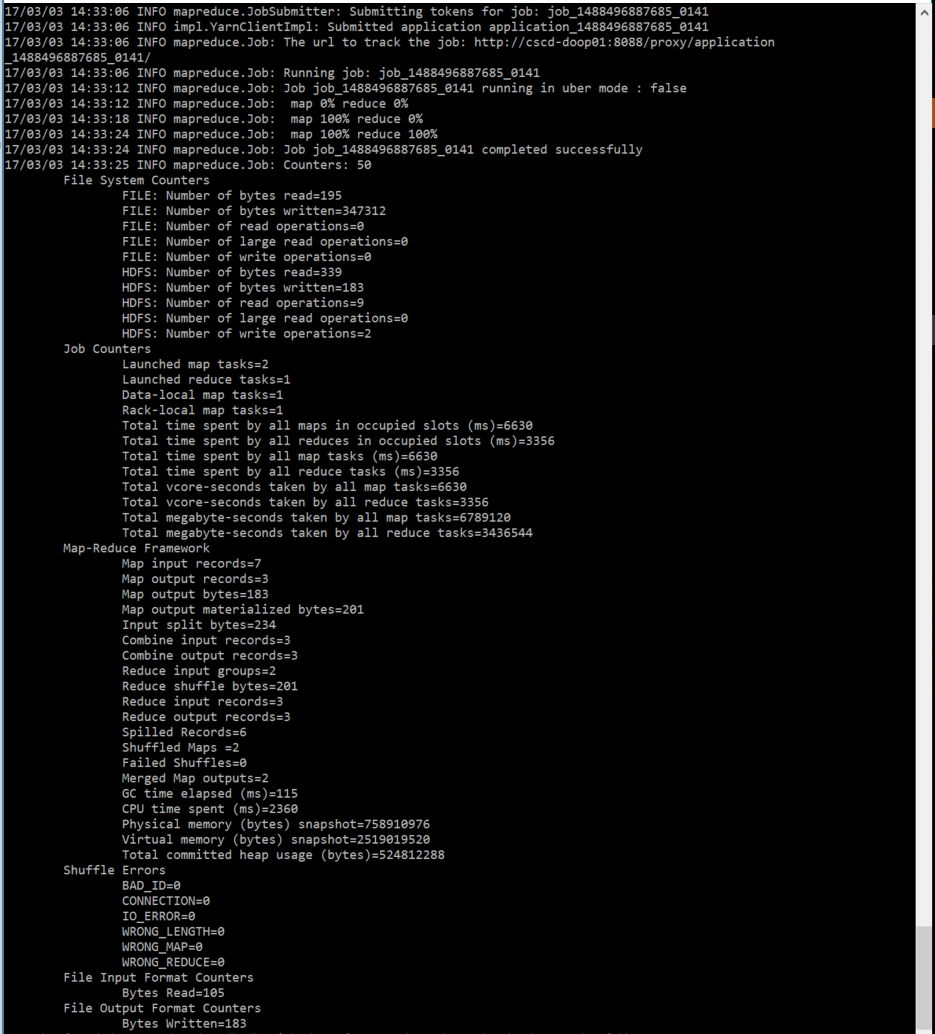 17/03/03 14:33:06 INFO mapreduce.JobSubmitter: Submitting tokens for job: job_1488496887685_0141
17/03/03 14:33:06 INFO impl.YarnClientImpl: Submitted application application_1488496887685_0141
17/03/03 14:33:06 INFO mapreduce.Job: The url to track the job: http://cscd-doop01:8088/proxy/application
_1488496887685_0141/
17/03/03 14:33:06 INFO mapreduce.Job: Running job: job_1488496887685_0141
17/03/03 14:33:12 INFO mapreduce.Job: Job job_1488496887685_0141 running in uber mode : false
17/03/03 14:33:12 INFO mapreduce.Job:  map 0% reduce 0%
17/03/03 14:33:18 INFO mapreduce.Job:  map 100% reduce 0%
17/03/03 14:33:24 INFO mapreduce.Job:  map 100% reduce 100%
17/03/03 14:33:24 INFO mapreduce.Job: Job job_1488496887685_0141 completed successfully
17/03/03 14:33:25 INFO mapreduce.Job: Counters: 50
File System Counters
FILE: Number of bytes read=195
FILE: Number of bytes written=347312
FILE: Number of read operations=0
FILE: Number of large read operations=0
FILE: Number of write operations=0
HDFS: Number of bytes read=339
HDFS: Number of bytes written=183
HDFS: Number of read operations=9
HDFS: Number of large read operations=0
HDFS: Number of write operations=2
Job Counters
Launched map tasks=2
Launched reduce tasks=1
Data-local map tasks=1
Rack-local map tasks=1
Total time spent by all maps in occupied slots (ms)=6630
Total time spent by all reduces in occupied slots (ms)=3356
Total time spent by all map tasks (ms)=6630
Total time spent by all reduce tasks (ms)=3356
Total vcore-seconds taken by all map tasks=6630
Total vcore-seconds taken by all reduce tasks=3356
Total megabyte-seconds taken by all map tasks=6789120
Total megabyte-seconds taken by all reduce tasks=3436544
Map-Reduce Framework
Map input records=7
Map output records=3
Map output bytes=183
Map output materialized bytes=201
Input split bytes=234
Combine input records=3
Combine output records=3
Reduce input groups=2
Reduce shuffle bytes=201
Reduce input records=3
Reduce output records=3
Spilled Records=6
Shuffled Maps =2
Failed Shuffles=0
Merged Map outputs=2
GC time elapsed (ms)=115
CPU time spent (ms)=2360
Physical memory (bytes) snapshot=758910976
Virtual memory (bytes) snapshot=2519019520
Total committed heap usage (bytes)=524812288
Shuffle Errors
BAD_ID=0
CONNECTION=0
IO_ERROR=0
WRONG_LENGTH=0
WRONG_MAP=0
WRONG_REDUCE=0
File Input Format Counters
Bytes Read=105
File Output Format Counters
Bytes Written=183